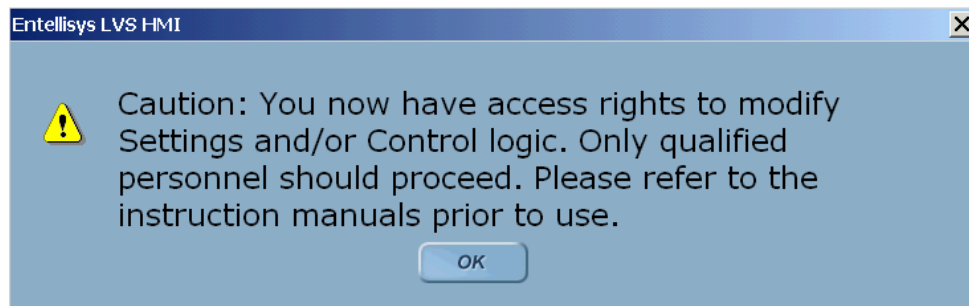 Entellisys LVS HMI
Caution: You now have access rights to modify
Settings and/or Control logic. Only qualified
personnel should proceed. Please refer to the
instruction manuals prior to use.
OK